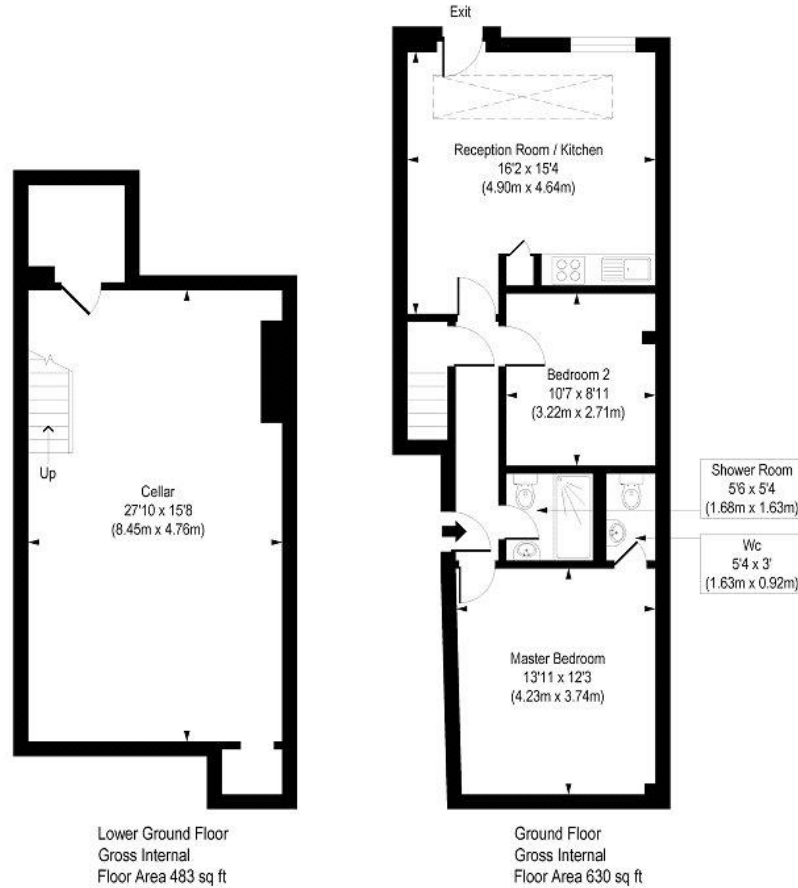 Exit
Reception Room / Kitchen
16'2 x 15'4
(4.90m x 4.64m)
Bedroom 2
10'7 x 8'11
(3.22m x 2.71m)
Shower Room
5'6 x 5'4
(1.68m x 1.63m)
Wc
5'4 x 3'
(1.63m x 0.92m)
Up
Cellar
27'10 x 15'8
(8.45m x 4.76m)
Master Bedroom
13'11 x 12'3
(4.23m x 3.74m)
Lower Ground Floor
Gross Internal
Floor Area 483 sq ft
Ground Floor
Gross Internal
Floor Area 630 sq ft